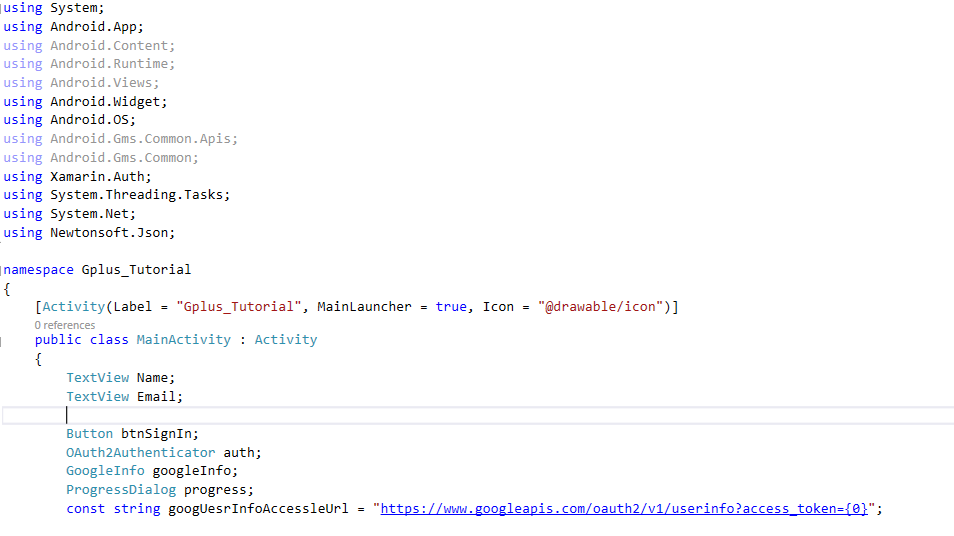 using System;
using Android.App;
using Android.Content;
using Android.Runtime;
using Android.Views;
using Android.Widget;
using Android.OS;
using Android.Gms.Common.Apis;
using Android.Gms.Common;
using Xamarin.Auth;
using System.Threading.Tasks;
using System.Net;
using Newtonsoft.Json;
namespace Gplus_Tutorial
{
[Activity(Label = "Gplus_Tutorial", MainLauncher = true, Icon = "@drawable/icon")]
0 references
public class MainActivity : Activity
{
TextView Name;
TextView Email;
Button btnSignIn;
OAuth2Authenticator auth;
GoogleInfo googleInfo;
ProgressDialog progress;
const string googUesrInfoAccessleUrl = "https://www.googleapis.com/oauth2/v1/userinfo?access_token={0}";